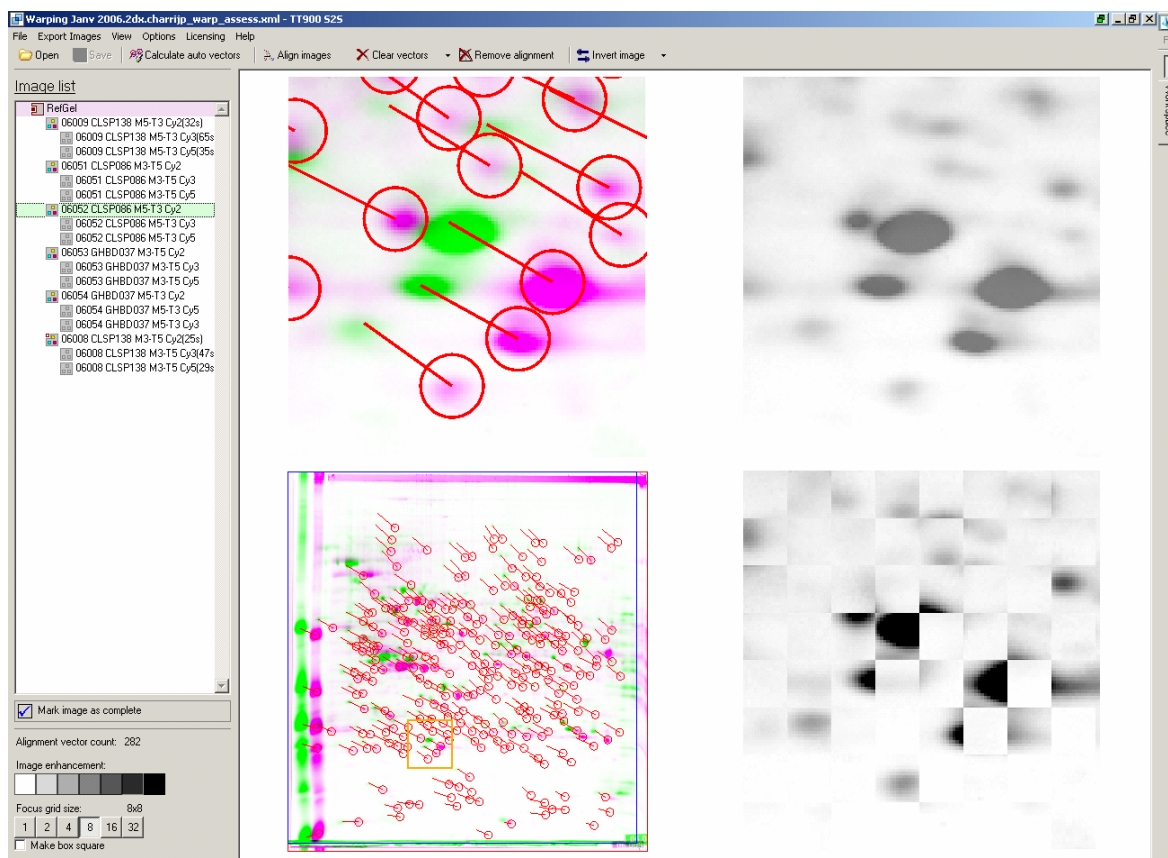 Warping Janv 2006.2dx.charrijp_warp_assess.xml - TT900 S2S
File Export Images View Options Licensing Help
Open Save Calculate auto vectors Align images Clear vectors Remove alignment Invert image
Image list
RefGel
06009 CLSP138 M5-T3 Cy2(32s)
06009 CLSP138 M5-T3 Cy3(65s
06009 CLSP138 M5-T3 Cy5(35s
06051 CLSP086 M3-T5 Cy2
06051 CLSP086 M3-T5 Cy3
06051 CLSP086 M3-T5 Cy5
06052 CLSP086 M5-T3 Cy2
06052 CLSP086 M5-T3 Cy3
06052 CLSP086 M5-T3 Cy5
06053 GHBD037 M3-T5 Cy2
06053 GHBD037 M3-T5 Cy3
06053 GHBD037 M3-T5 Cy5
06054 GHBD037 M5-T3 Cy2
06054 GHBD037 M5-T3 Cy5
06054 GHBD037 M5-T3 Cy3
06008 CLSP138 M3-T5 Cy2(25s)
06008 CLSP138 M3-T5 Cy3(47s
06008 CLSP138 M3-T5 Cy5(29s
Mark image as complete
Alignment vector count: 282
Image enhancement:
Focus grid size: 8x8
1 2 4 8 16 32
Make box square